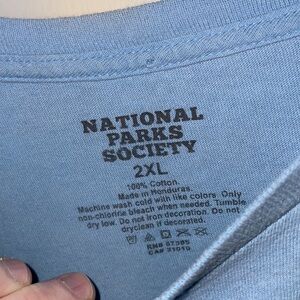 NATIONAL
PARKS
SOCIETY
2XL
100% Cotton.
Made in Honduras.
Machine wash cold with like colors. Only
non-chlorine bleach when needed. Tumble
dry low. Do not iron decoration. Do not
dryclean if decorated.